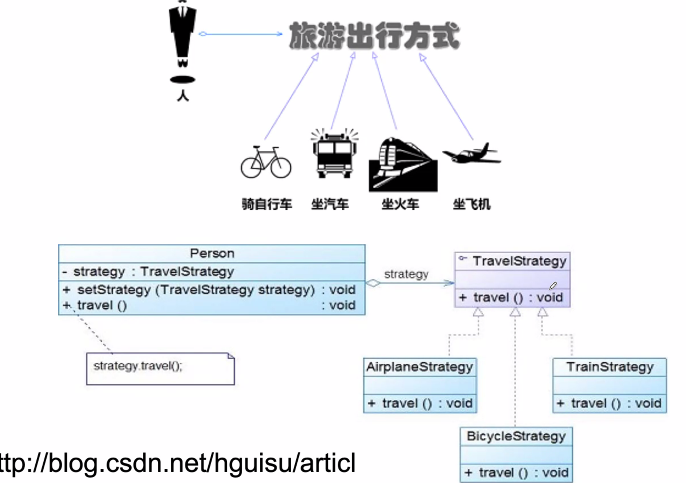 旅游出行方式
人
骑自行车 坐汽车 坐火车 坐飞机
Person
- strategy : TravelStrategy
+ setStrategy (TravelStrategy strategy) : void
+ travel () : void
strategy
TravelStrategy
+ travel () : void
strategy.travel();
AirplaneStrategy
+ travel () : void
TrainStrategy
+ travel () : void
BicycleStrategy
+ travel () : void
ttp://blog.csdn.net/hguisu/articl